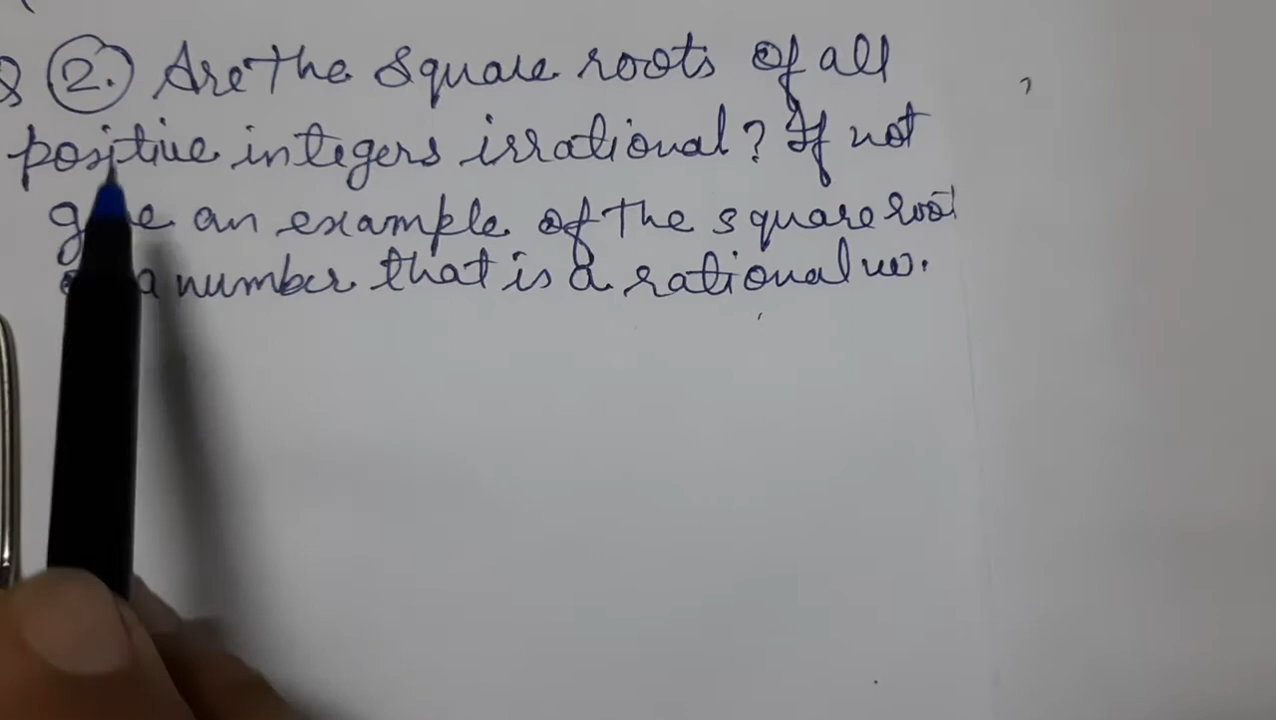 Q 2. Are the square roots of all
positive integers irrational? If not
give an example of the square root
a number that is a rational no.